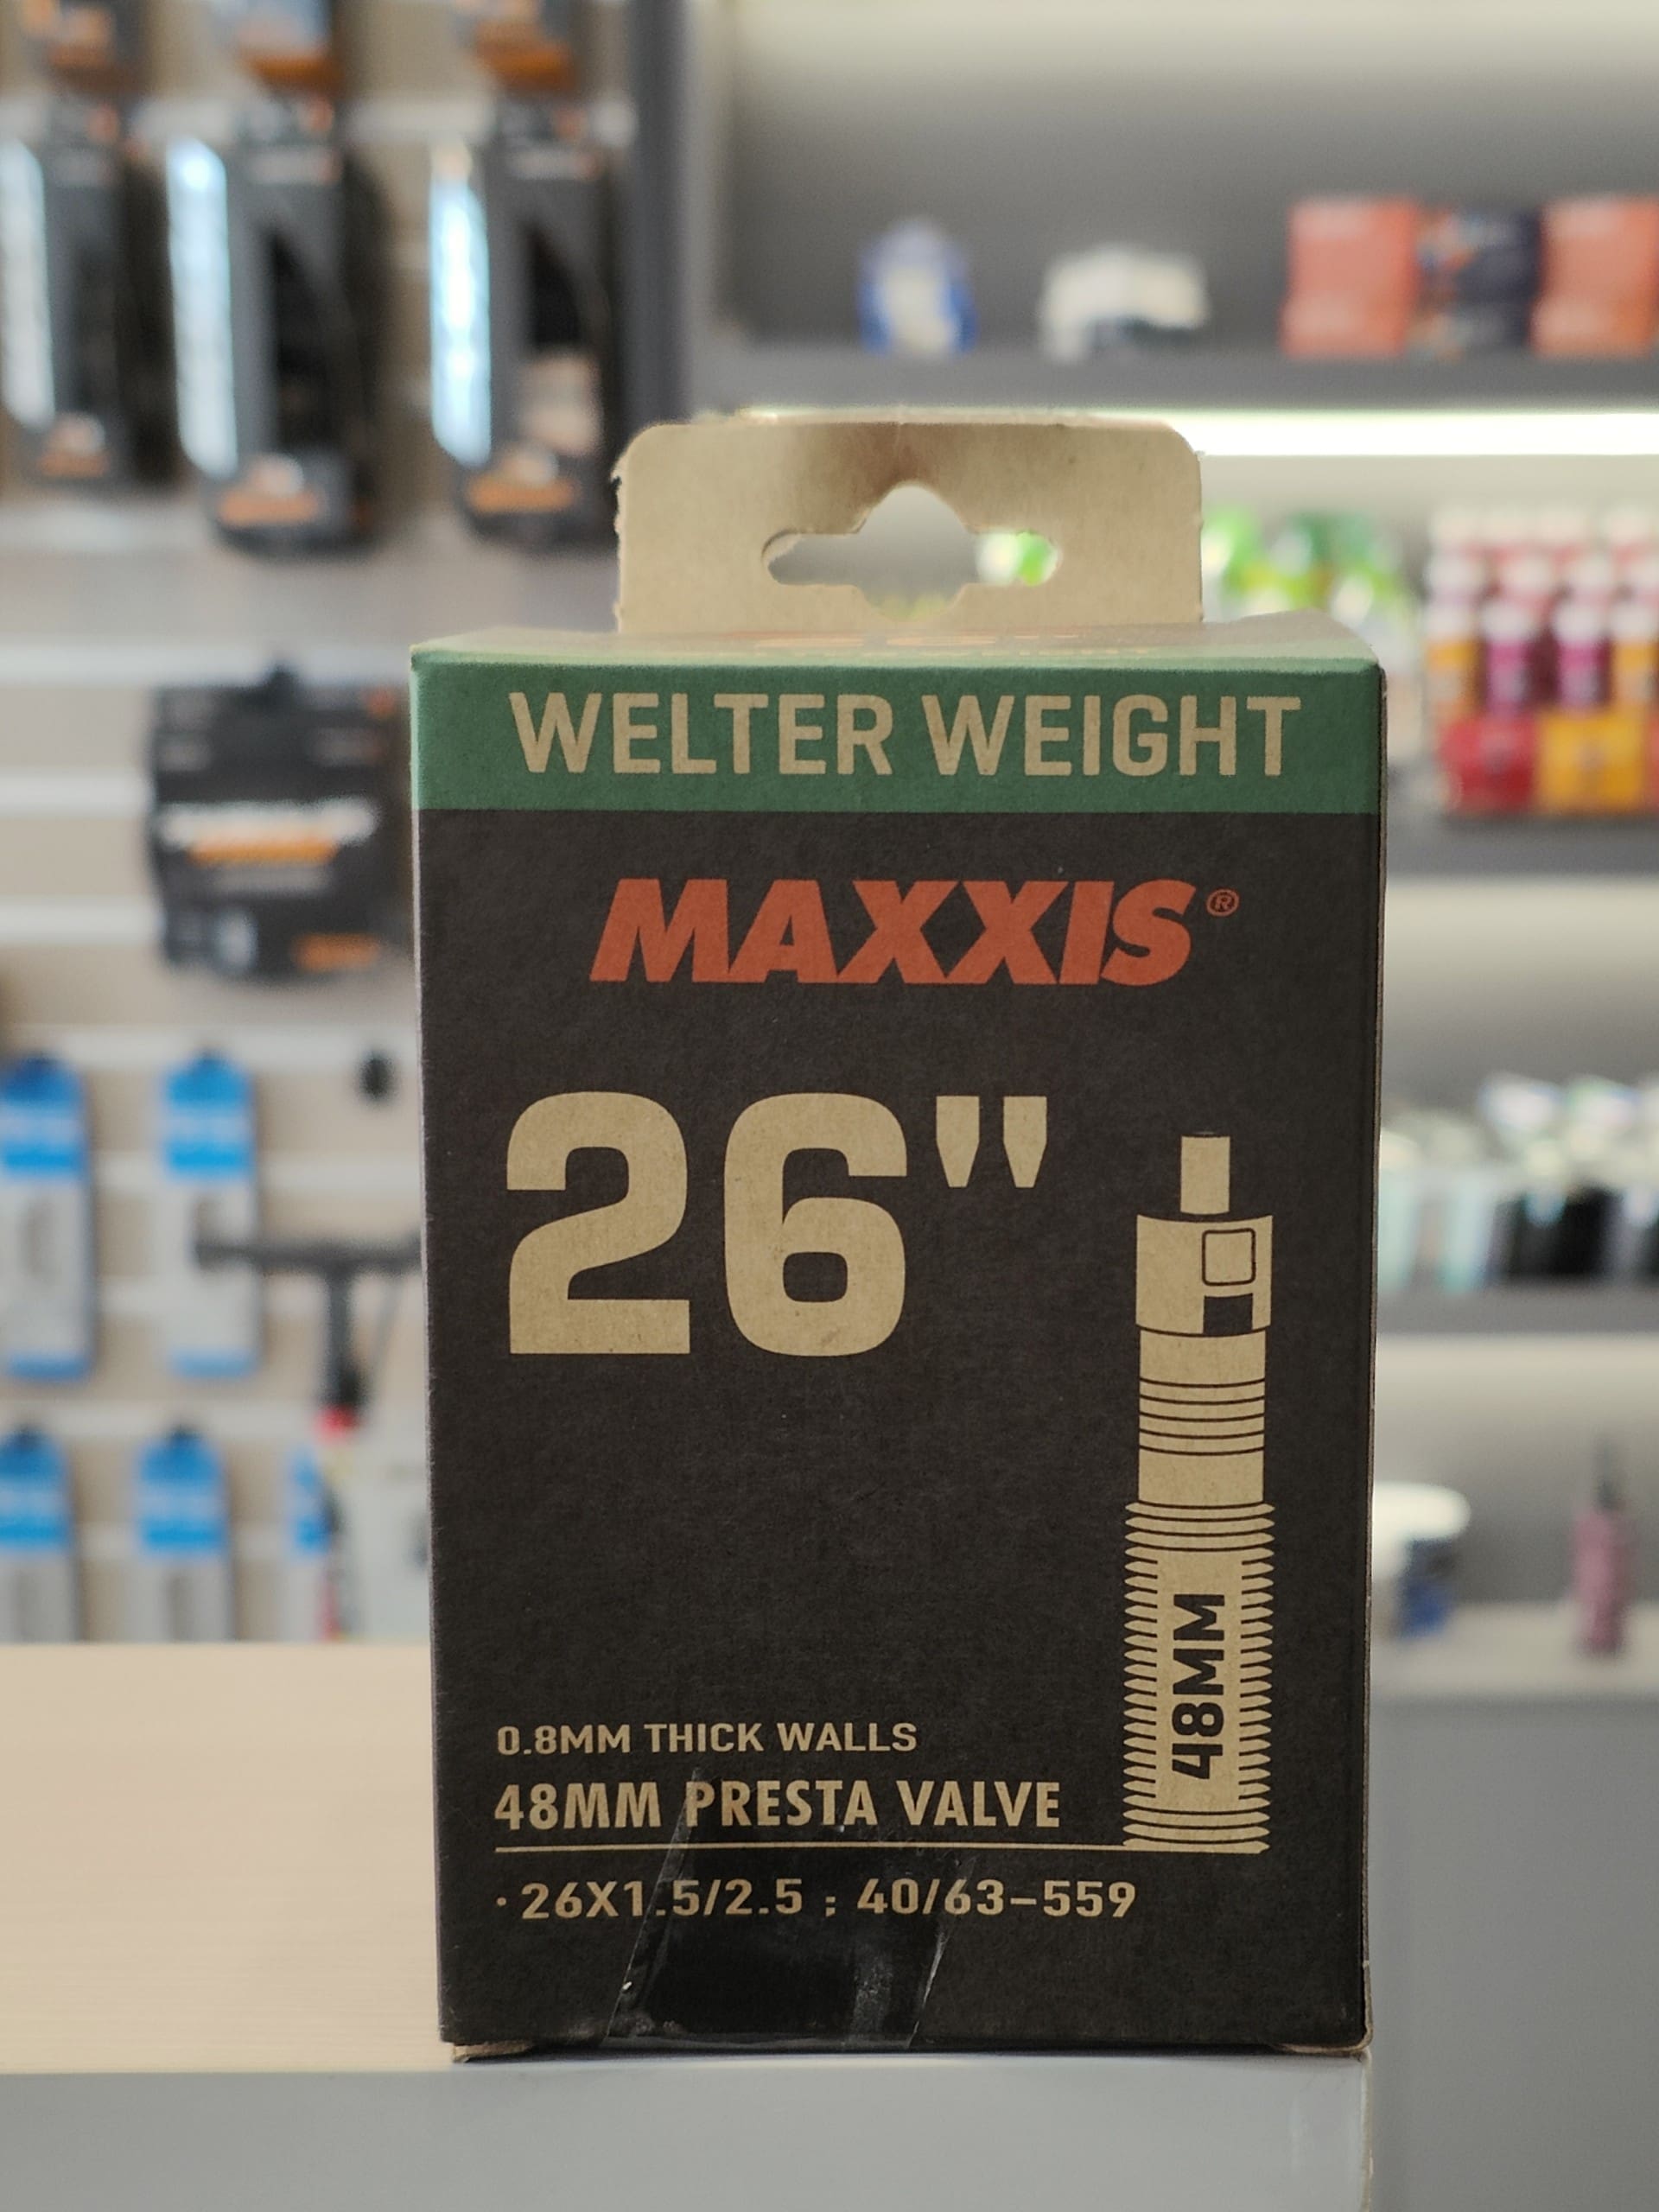 WELTER WEIGHT
MAXXIS®
26"
48MM
0.8MM THICK WALLS
48MM PRESTA VALVE
·26X1.5/2.5 ; 40/63-559